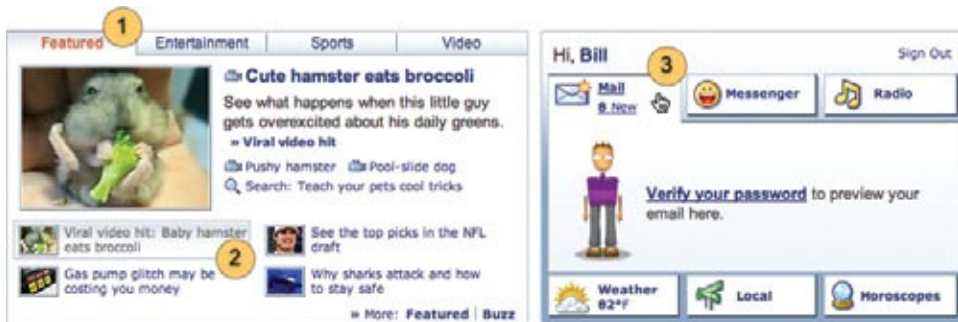 1
Featured Entertainment Sports Video
Cute hamster eats broccoli
See what happens when this little guy
gets overexcited about his daily greens.
» Viral video hit
Pushy hamster Pool-slide dog
Search: Teach your pets cool tricks
Viral video hit: Baby hamster
eats broccoli
2
See the top picks in the NFL
draft
Gas pump glitch may be
costing you money
Why sharks attack and how
to stay safe
» More: Featured | Buzz
Hi, Bill
Sign Out
3
Mail
8 New
Messenger
Radio
Verify your password to preview your
email here.
Weather
82°F
Local
Horoscopes